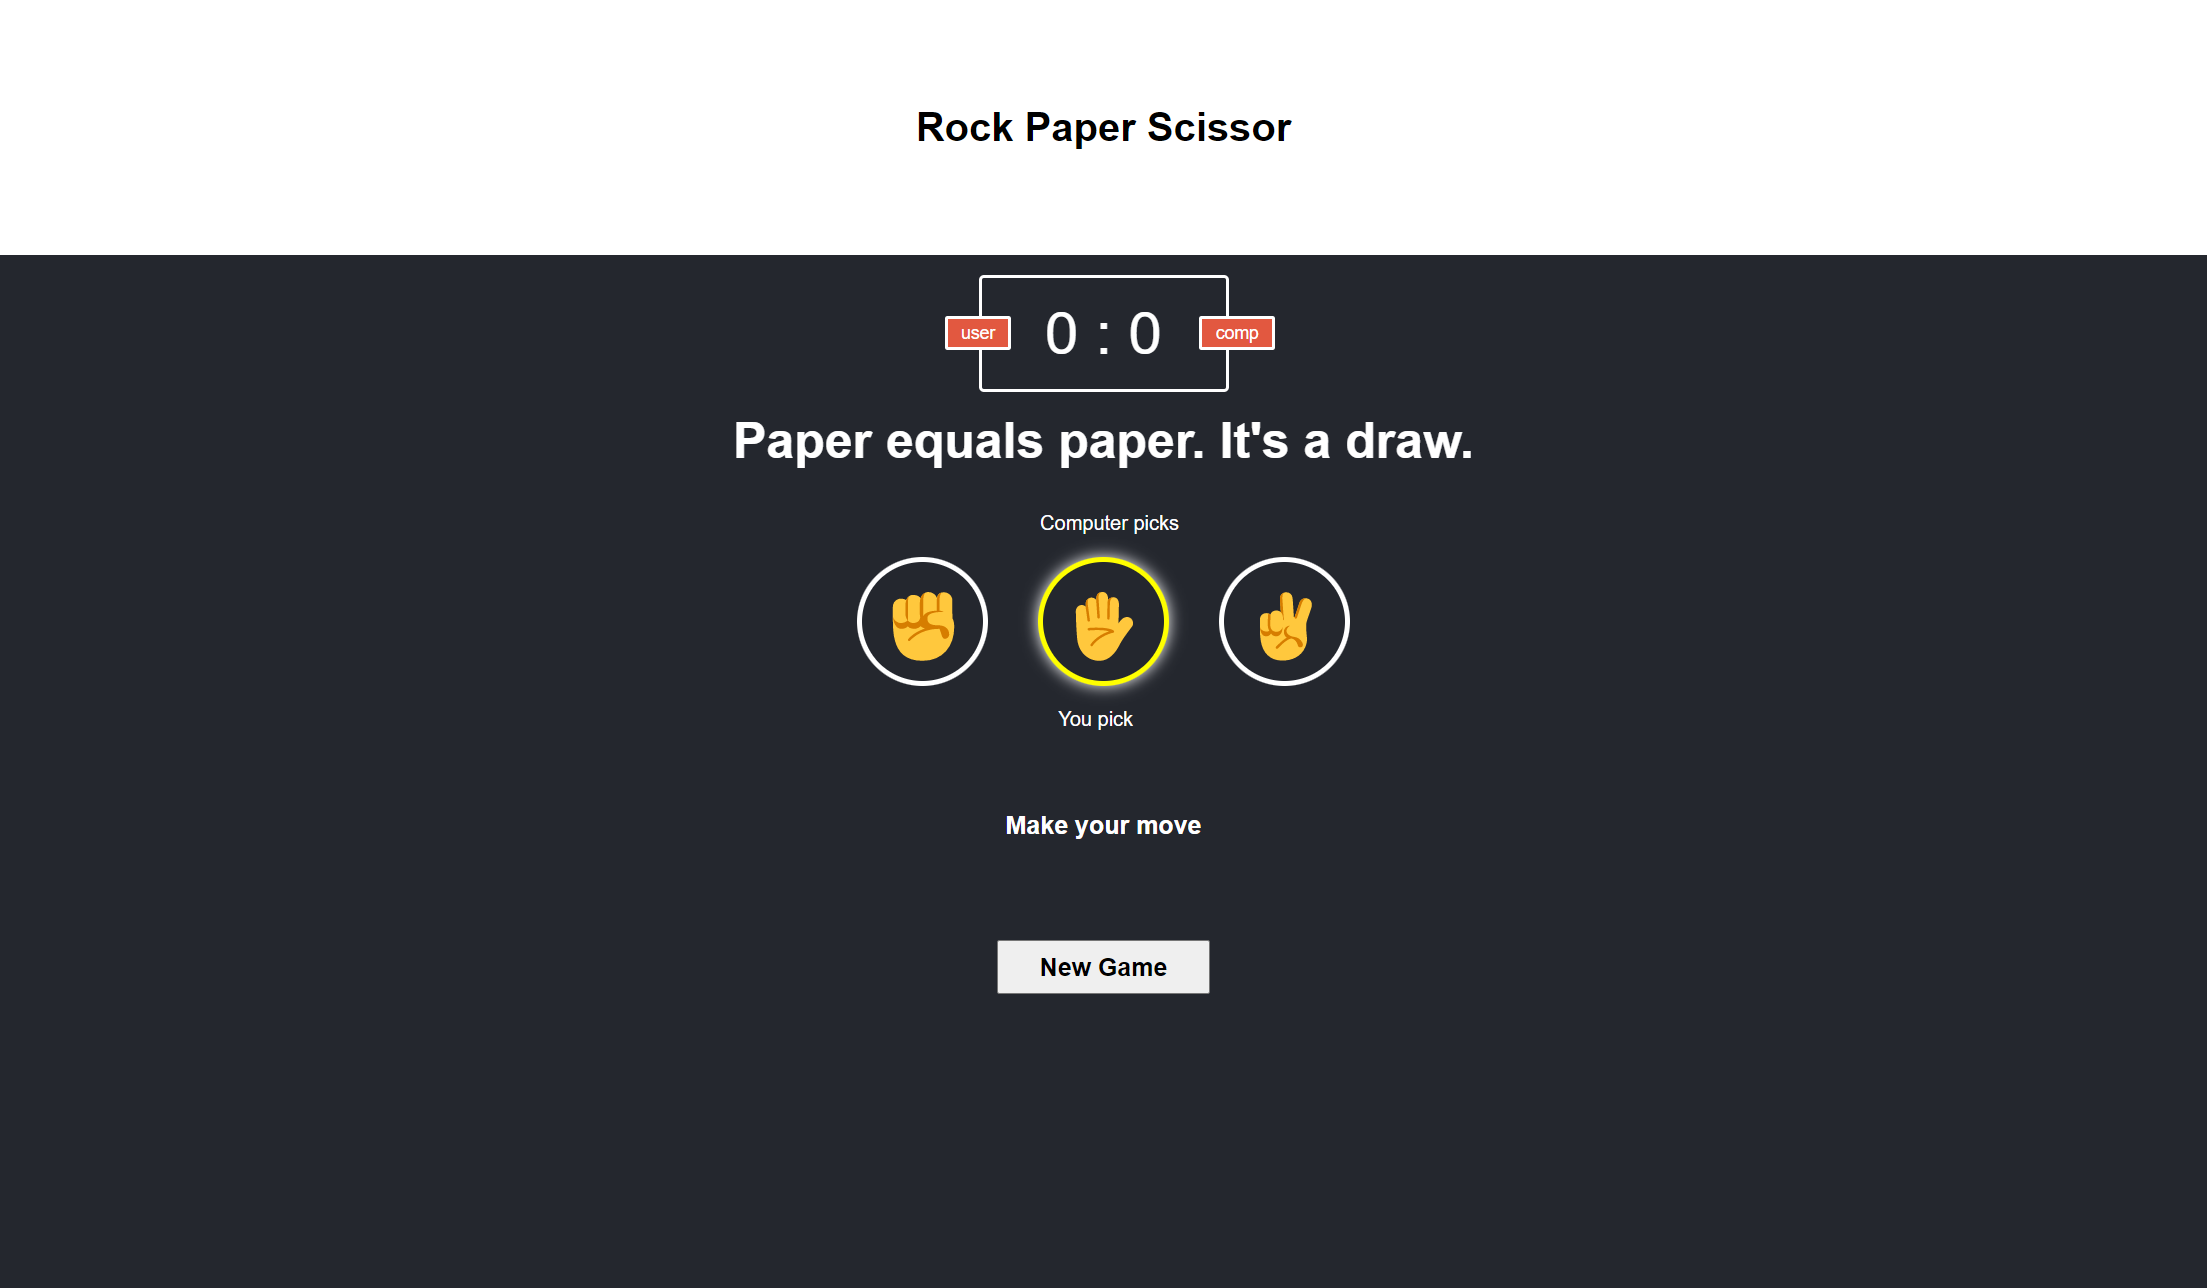 Rock Paper Scissor
user 0 : 0 comp
Paper equals paper. It's a draw.
Computer picks
You pick
Make your move
New Game